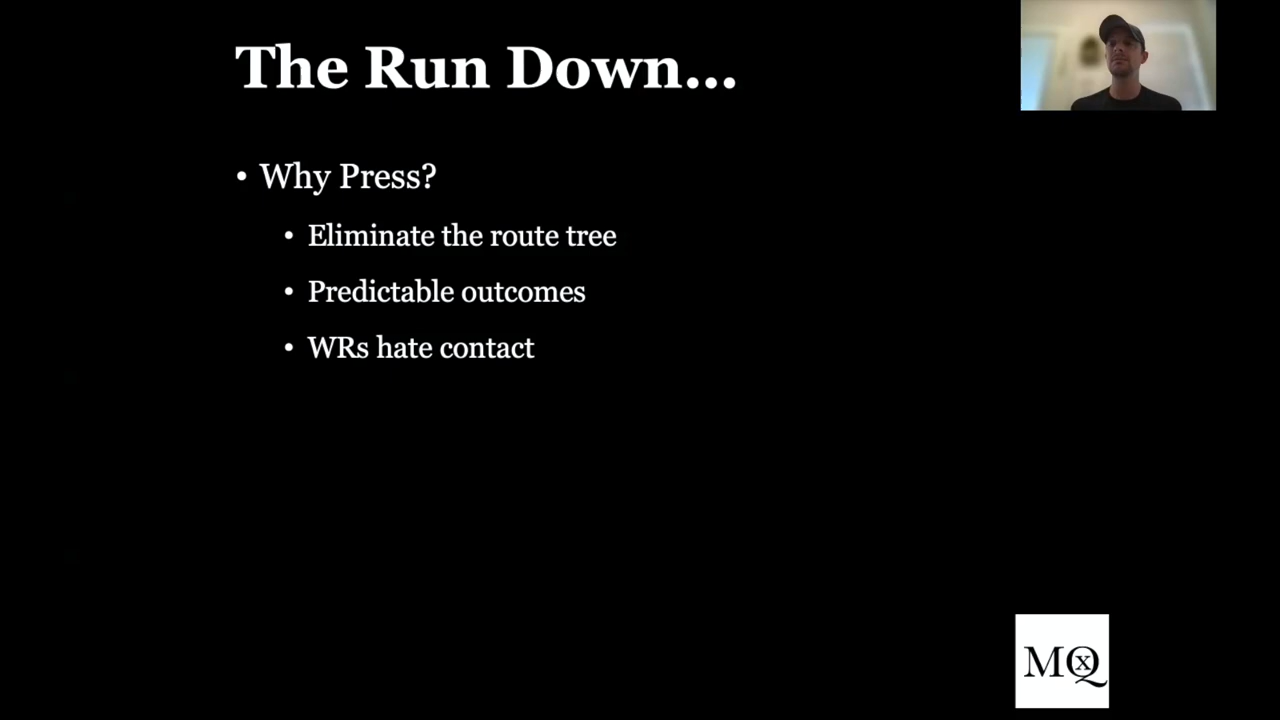 The Run Down...
• Why Press?
• Eliminate the route tree
• Predictable outcomes
• WRs hate contact
MQx